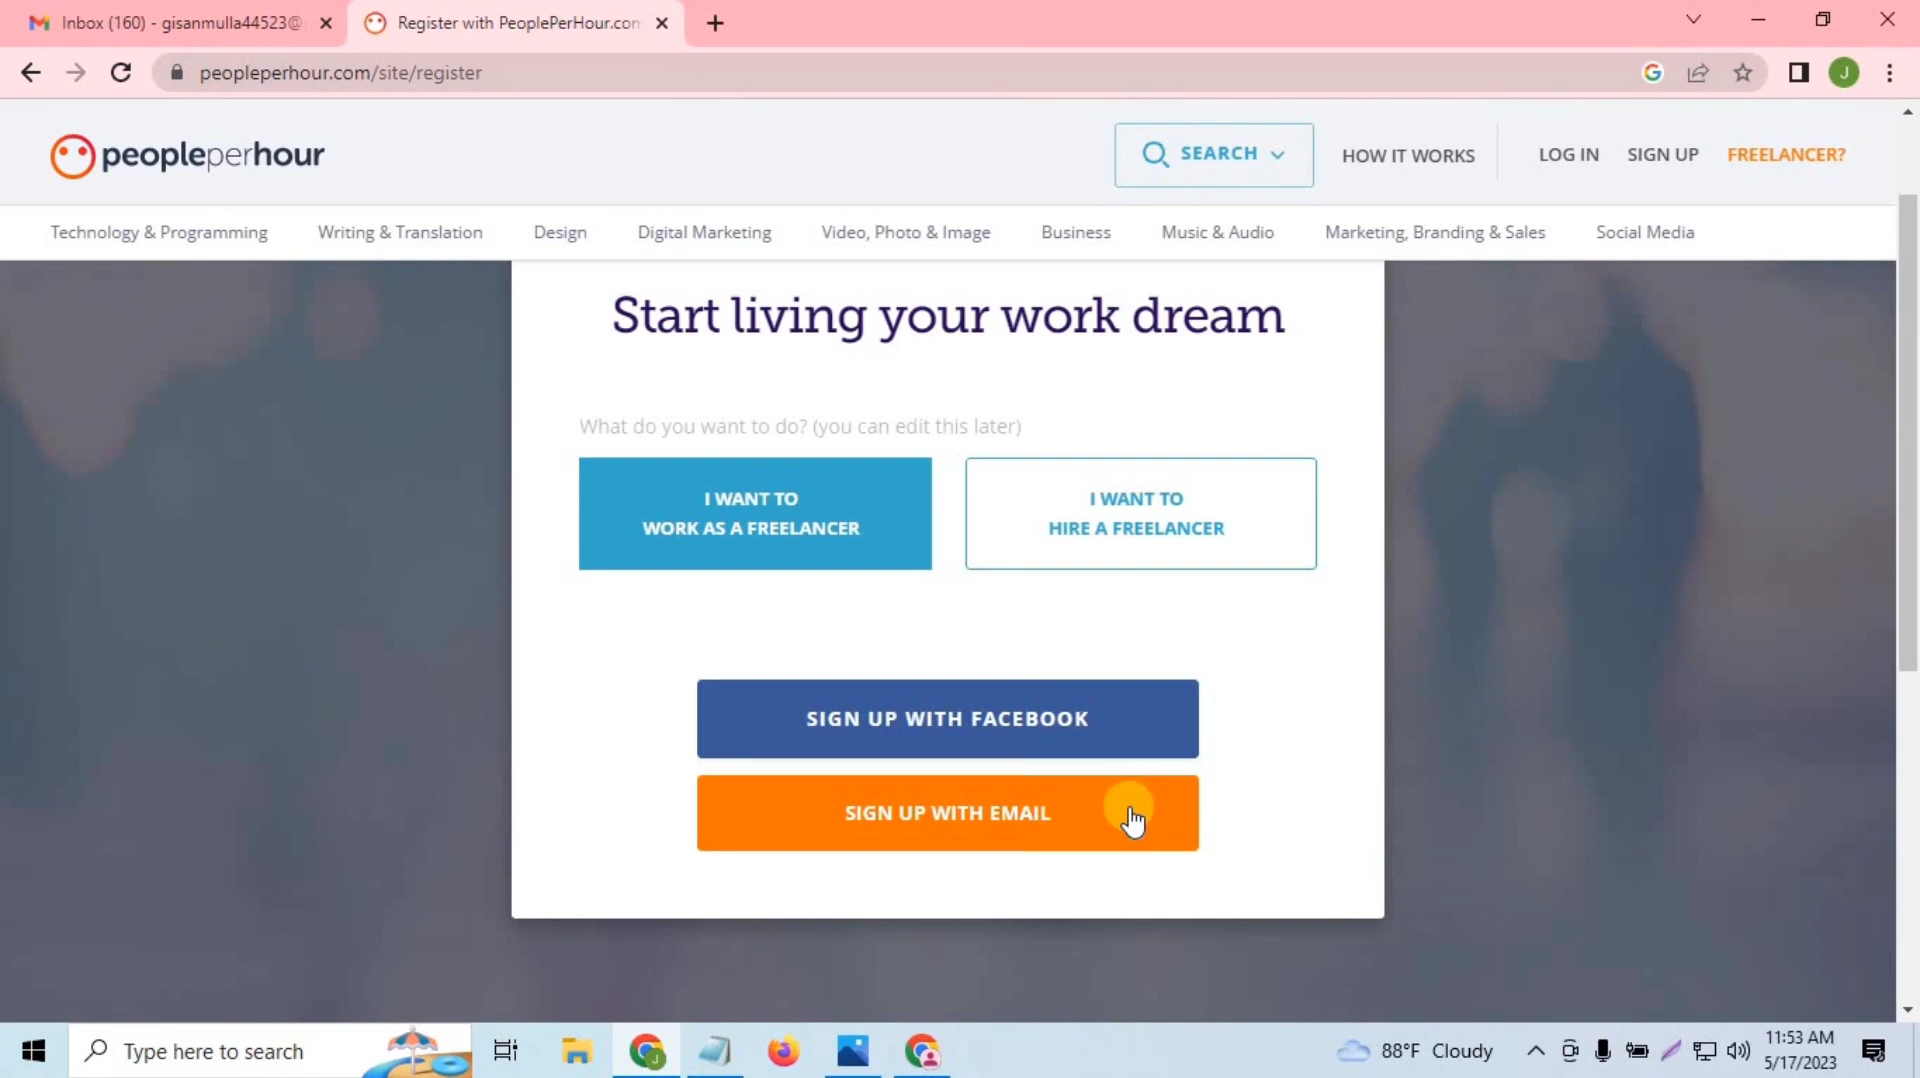 Inbox (160) - gisanmulla44523@
Register with PeoplePerHour.com
peopleperhour.com/site/register
J
peopleperhour
SEARCH
HOW IT WORKS
LOG IN
SIGN UP
FREELANCER?
Technology & Programming
Writing & Translation
Design
Digital Marketing
Video, Photo & Image
Business
Music & Audio
Marketing, Branding & Sales
Social Media
Start living your work dream
What do you want to do? (you can edit this later)
I WANT TO
WORK AS A FREELANCER
I WANT TO
HIRE A FREELANCER
SIGN UP WITH FACEBOOK
SIGN UP WITH EMAIL
Type here to search
88°F Cloudy
11:53 AM
5/17/2023